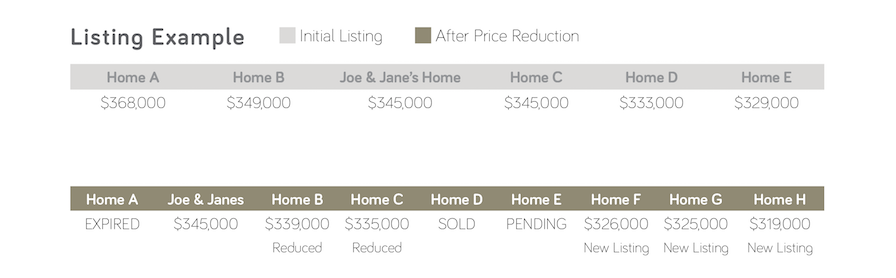 Listing Example Initial Listing After Price Reduction
Home A Home B Joe & Jane's Home Home C Home D Home E
$368,000 $349,000 $345,000 $345,000 $333,000 $329,000
Home A Joe & Janes Home B Home C Home D Home E Home F Home G Home H
EXPIRED $345,000 $339,000 $335,000 SOLD PENDING $326,000 $325,000 $319,000
Reduced Reduced New Listing New Listing New Listing